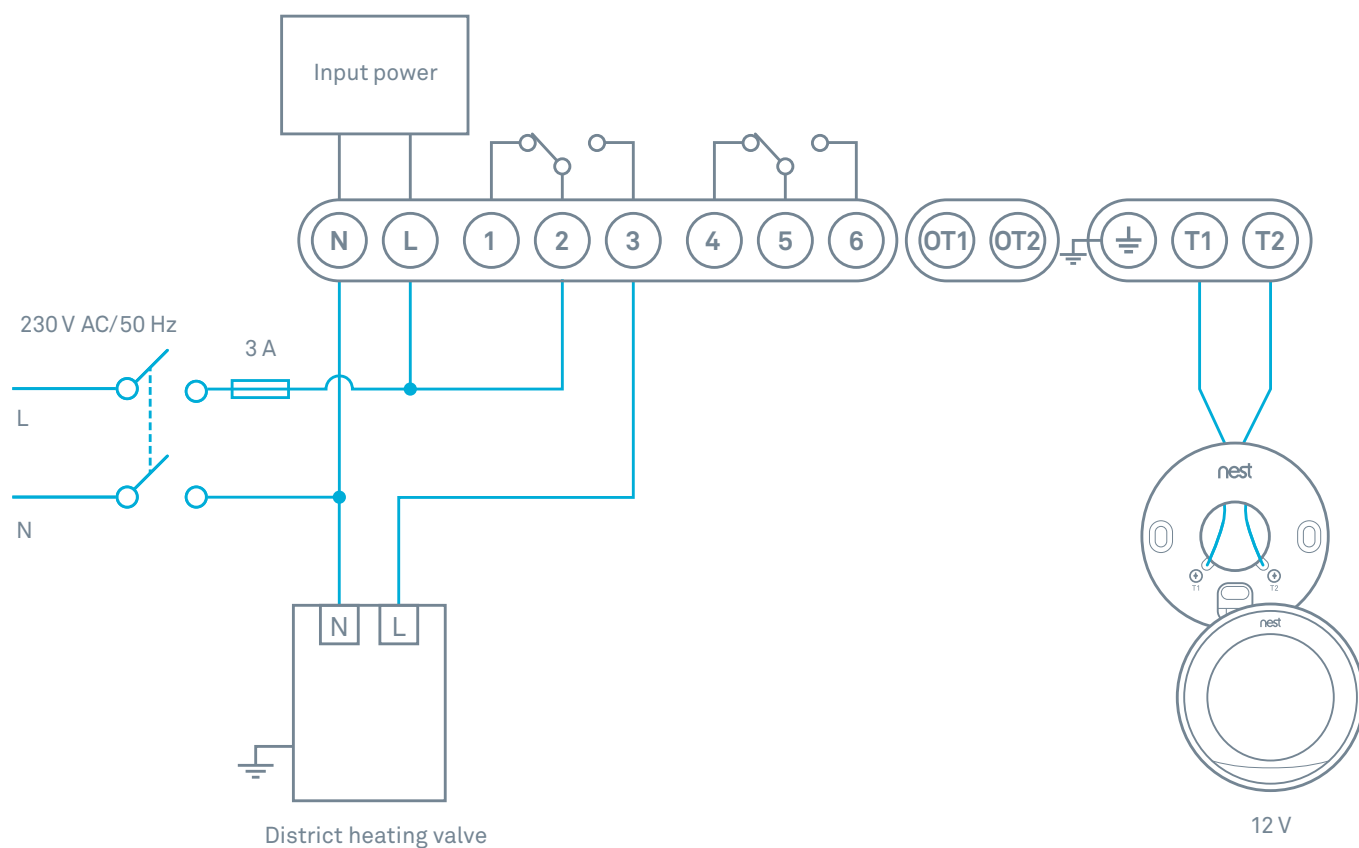 Input power
N L 1 2 3 4 5 6 OT1 OT2 T1 T2
230 V AC/50 Hz
3 A
L
N
nest
T1 T2
nest
N L
District heating valve
12 V